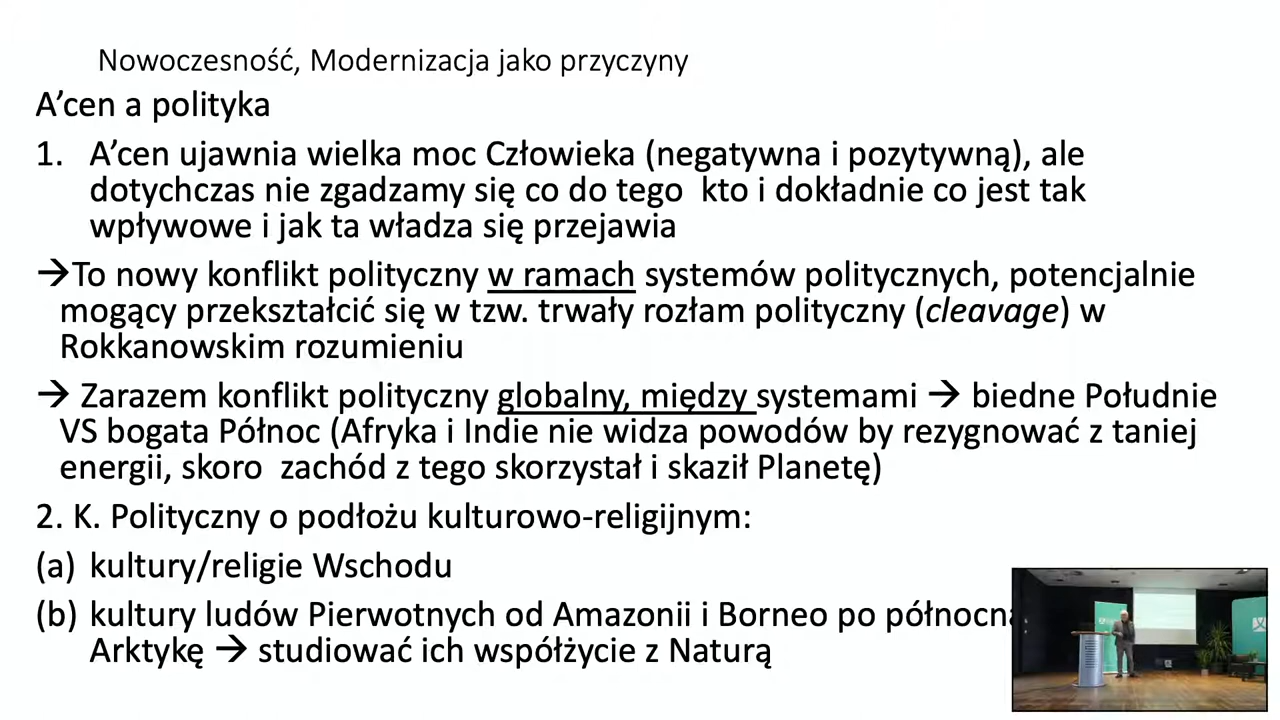 Nowoczesność, Modernizacja jako przyczyny
A’cen a polityka
1. A’cen ujawnia wielka moc Człowieka (negatywna i pozytywną), ale
dotychczas nie zgadzamy się co do tego kto i dokładnie co jest tak
wpływowe i jak ta władza się przejawia
→To nowy konflikt polityczny w ramach systemów politycznych, potencjalnie
mogący przekształcić się w tzw. trwały rozłam polityczny (cleavage) w
Rokkanowskim rozumieniu
→ Zarazem konflikt polityczny globalny, między systemami → biedne Południe
VS bogata Północ (Afryka i Indie nie widza powodów by rezygnować z taniej
energii, skoro zachód z tego skorzystał i skaził Planetę)
2. K. Polityczny o podłożu kulturowo-religijnym:
(a) kultury/religie Wschodu
(b) kultury ludów Pierwotnych od Amazonii i Borneo po północn
Arktykę → studiować ich współżycie z Naturą